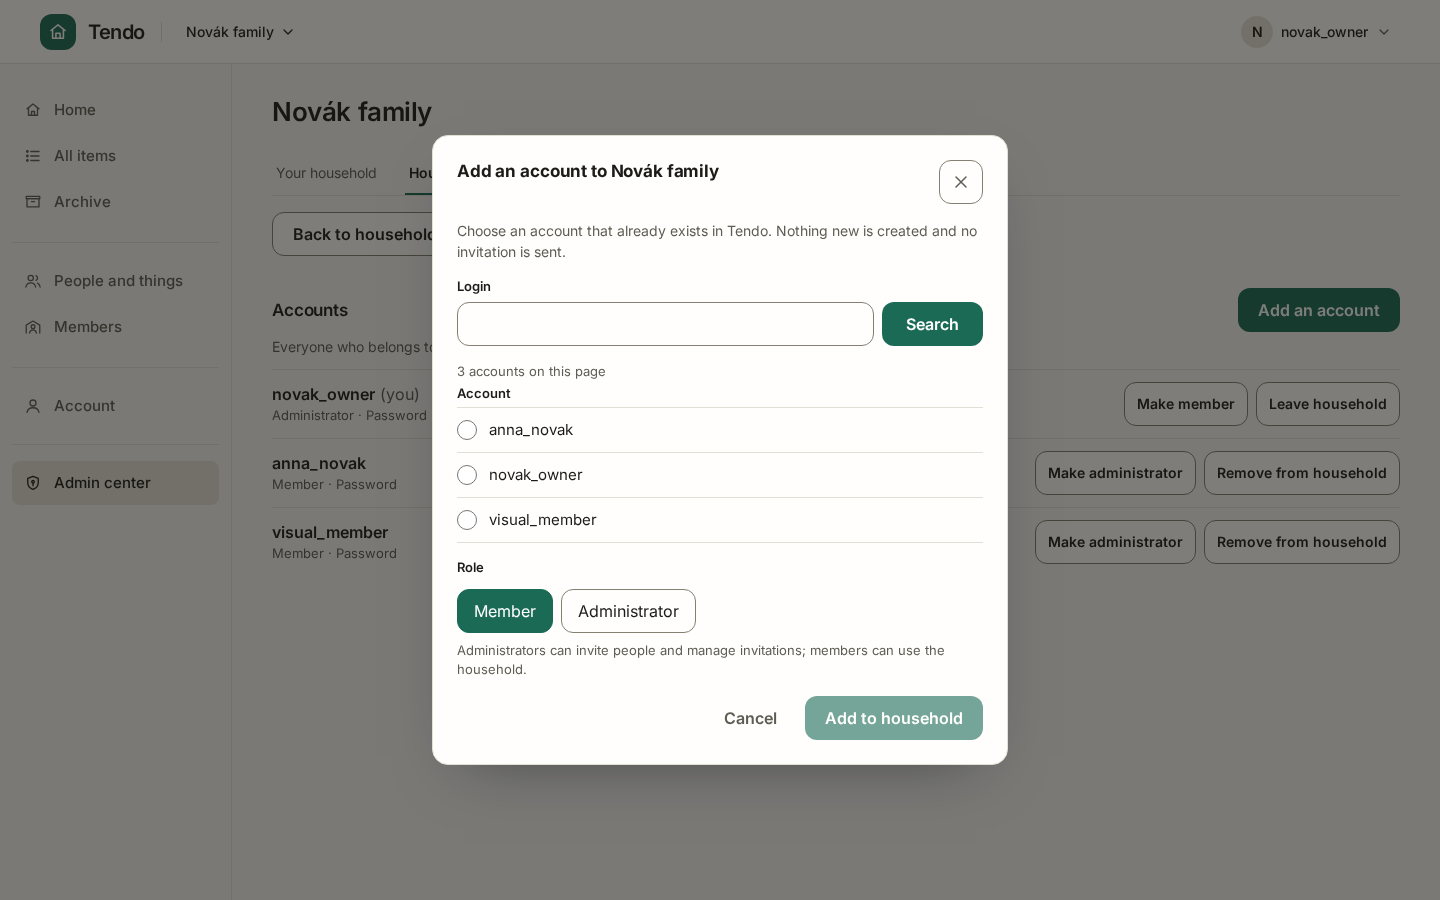 Tendo
Novák family
N
novak_owner
Home
All items
Archive
People and things
Members
Account
Admin center
Novák family
Your household
Back to household
Accounts
Add an account
Everyone who belongs
novak_owner (you)
Administrator · Password
Make member
Leave household
anna_novak
Member · Password
Make administrator
Remove from household
visual_member
Member · Password
Make administrator
Remove from household
Add an account to Novák family
Choose an account that already exists in Tendo. Nothing new is created and no
invitation is sent.
Login
Search
3 accounts on this page
Account
anna_novak
novak_owner
visual_member
Role
Member
Administrator
Administrators can invite people and manage invitations; members can use the
household.
Cancel
Add to household